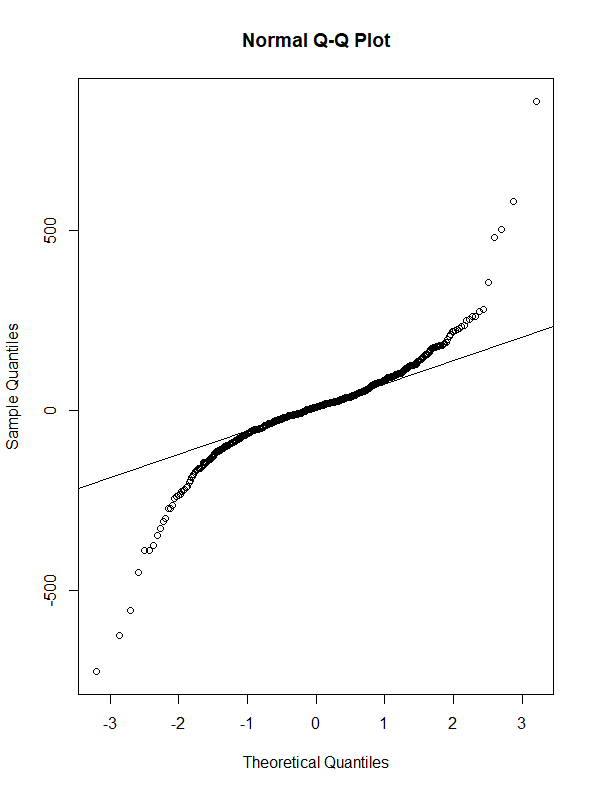 Normal Q-Q Plot
500
0
-500
Sample Quantiles
-3 -2 -1 0 1 2 3
Theoretical Quantiles